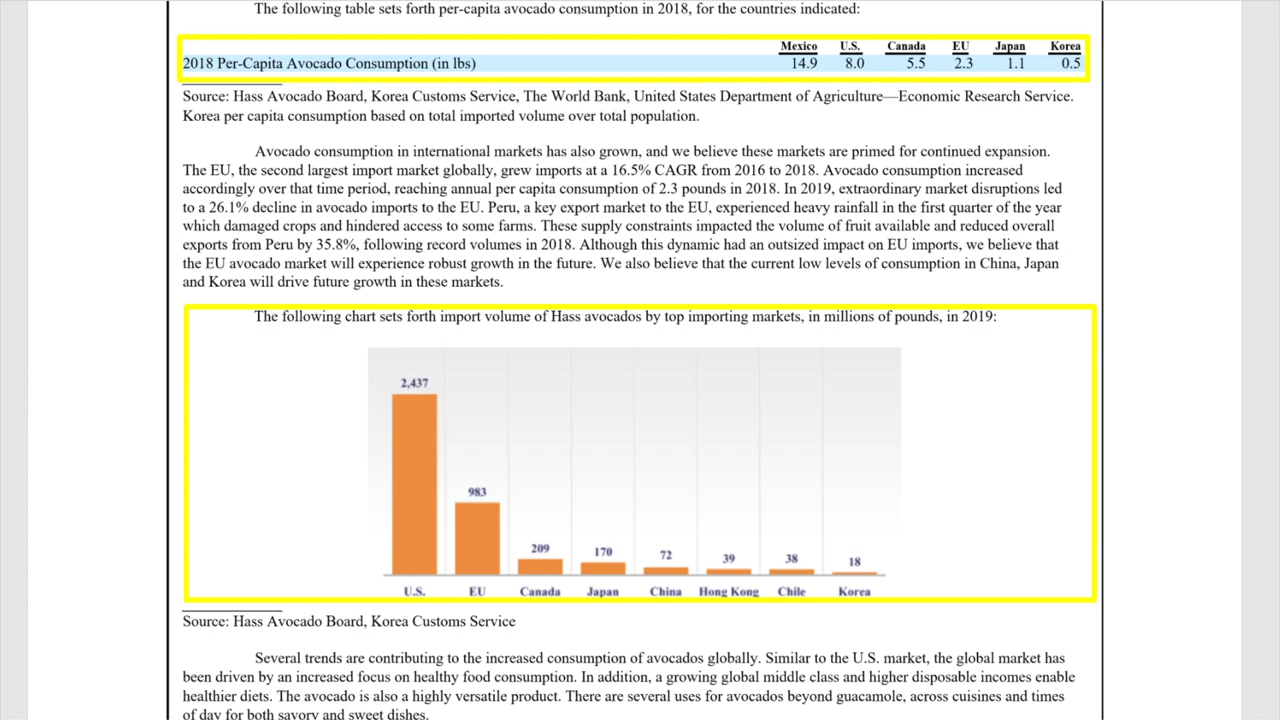 The following table sets forth per-capita avocado consumption in 2018, for the countries indicated:
Mexico U.S. Canada EU Japan Korea
2018 Per-Capita Avocado Consumption (in lbs) 14.9 8.0 5.5 2.3 1.1 0.5
Source: Hass Avocado Board, Korea Customs Service, The World Bank, United States Department of Agriculture—Economic Research Service.
Korea per capita consumption based on total imported volume over total population.
Avocado consumption in international markets has also grown, and we believe these markets are primed for continued expansion.
The EU, the second largest import market globally, grew imports at a 16.5% CAGR from 2016 to 2018. Avocado consumption increased
accordingly over that time period, reaching annual per capita consumption of 2.3 pounds in 2018. In 2019, extraordinary market disruptions led
to a 26.1% decline in avocado imports to the EU. Peru, a key export market to the EU, experienced heavy rainfall in the first quarter of the year
which damaged crops and hindered access to some farms. These supply constraints impacted the volume of fruit available and reduced overall
exports from Peru by 35.8%, following record volumes in 2018. Although this dynamic had an outsized impact on EU imports, we believe that
the EU avocado market will experience robust growth in the future. We also believe that the current low levels of consumption in China, Japan
and Korea will drive future growth in these markets.
The following chart sets forth import volume of Hass avocados by top importing markets, in millions of pounds, in 2019:
2,437
983
209
170
72
39
38
18
U.S. EU Canada Japan China Hong Kong Chile Korea
Source: Hass Avocado Board, Korea Customs Service
Several trends are contributing to the increased consumption of avocados globally. Similar to the U.S. market, the global market has
been driven by an increased focus on healthy food consumption. In addition, a growing global middle class and higher disposable incomes enable
healthier diets. The avocado is also a highly versatile product. There are several uses for avocados beyond guacamole, across cuisines and times
of day for both savory and sweet dishes.